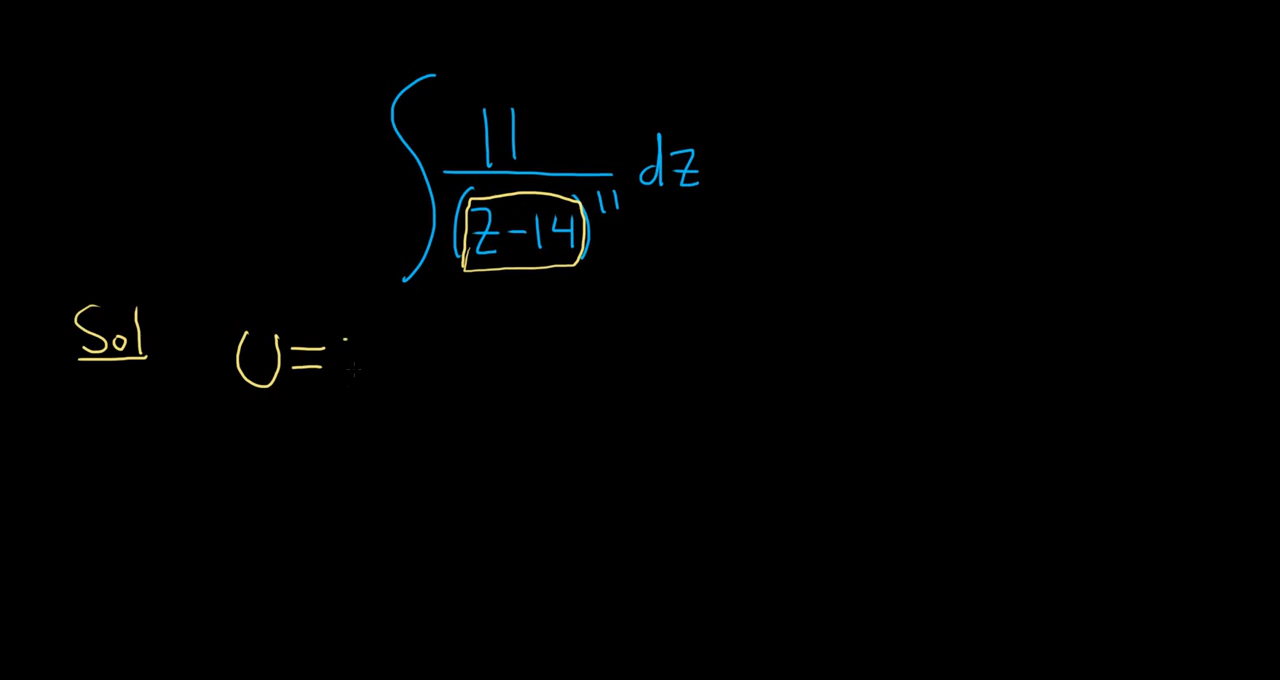 ∫ 11 / (z-14)^11 dz
Sol U=